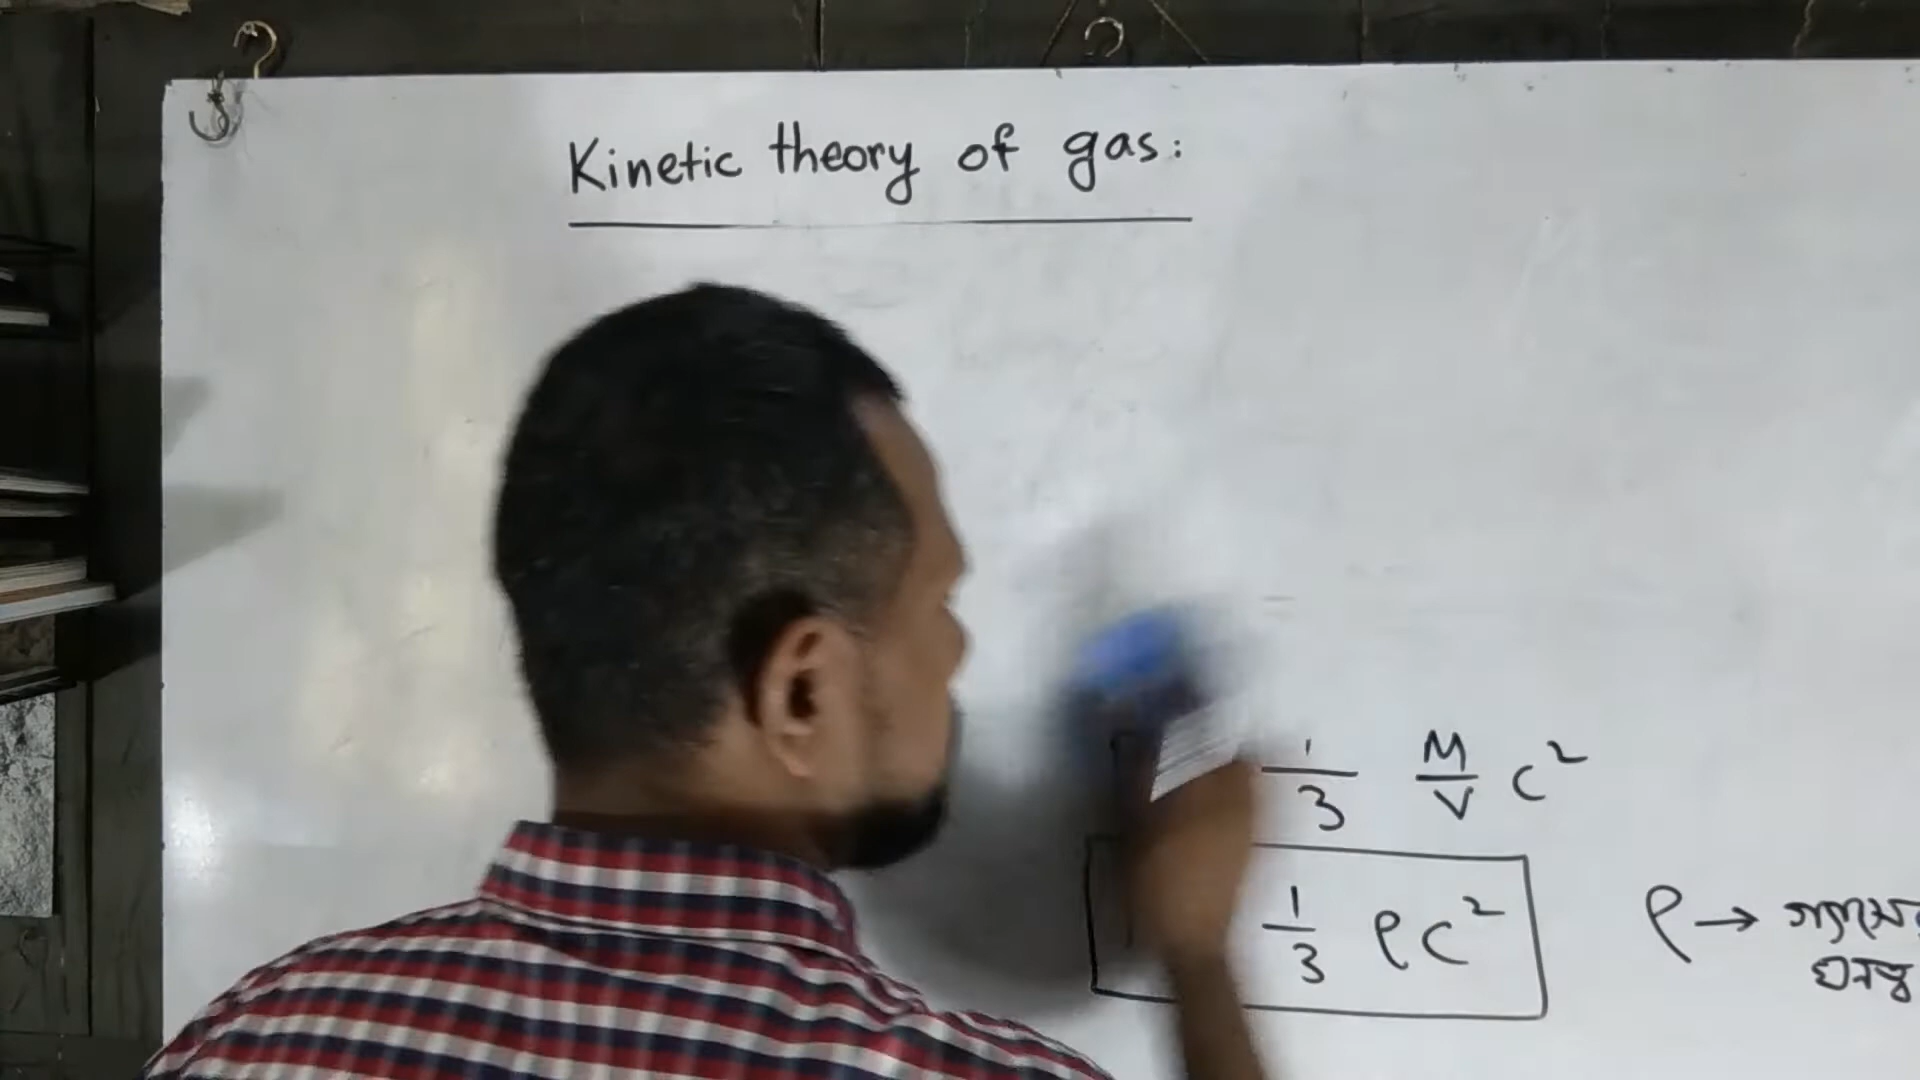 Kinetic theory of gas:
1/3 M/V c²
1/3 ρc² ρ → গ্যাসের
ঘনত্ব